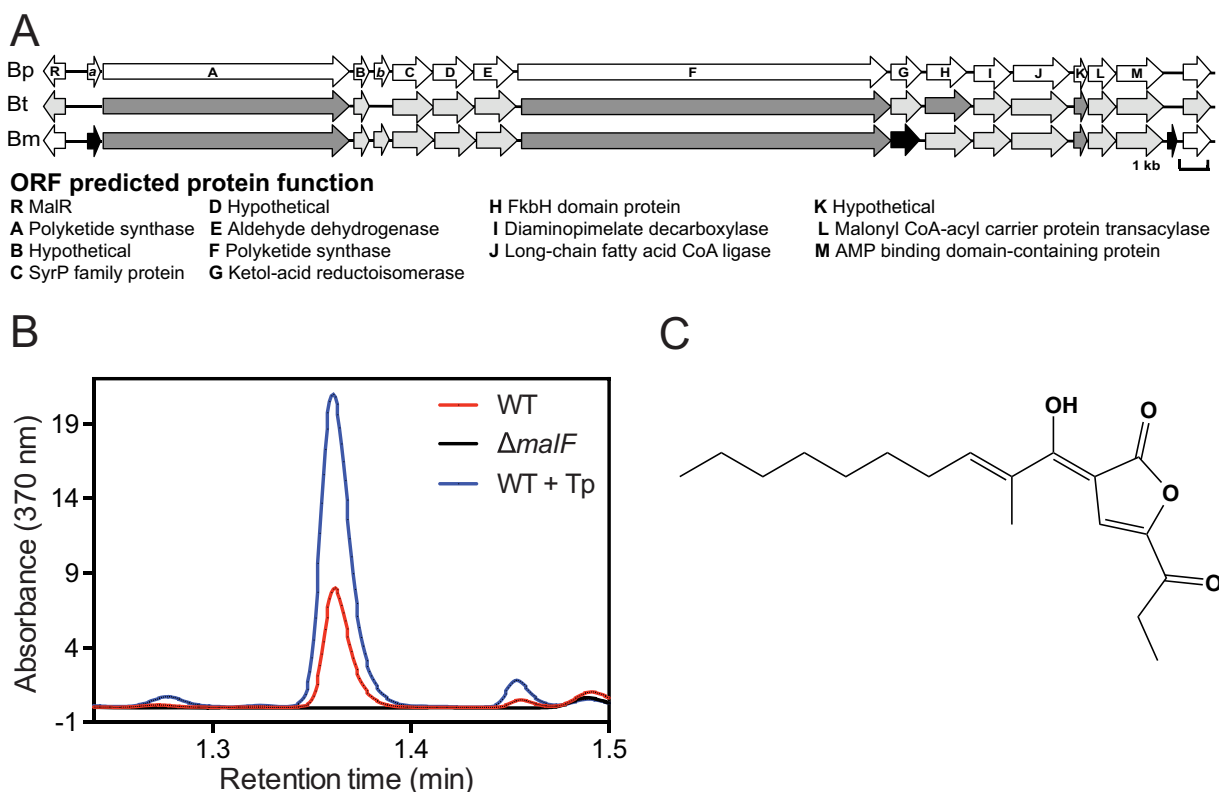 A
Bp R a A B b C D E F G H I J K L M
Bt
Bm
1 kb
ORF predicted protein function
R MalR
A Polyketide synthase
B Hypothetical
C SyrP family protein
D Hypothetical
E Aldehyde dehydrogenase
F Polyketide synthase
G Ketol-acid reductoisomerase
H FkbH domain protein
I Diaminopimelate decarboxylase
J Long-chain fatty acid CoA ligase
K Hypothetical
L Malonyl CoA-acyl carrier protein transacylase
M AMP binding domain-containing protein
B
Absorbance (370 nm)
19
14
9
4
-1
WT
ΔmalF
WT + Tp
1.3 1.4 1.5
Retention time (min)
C
OH O
O
O